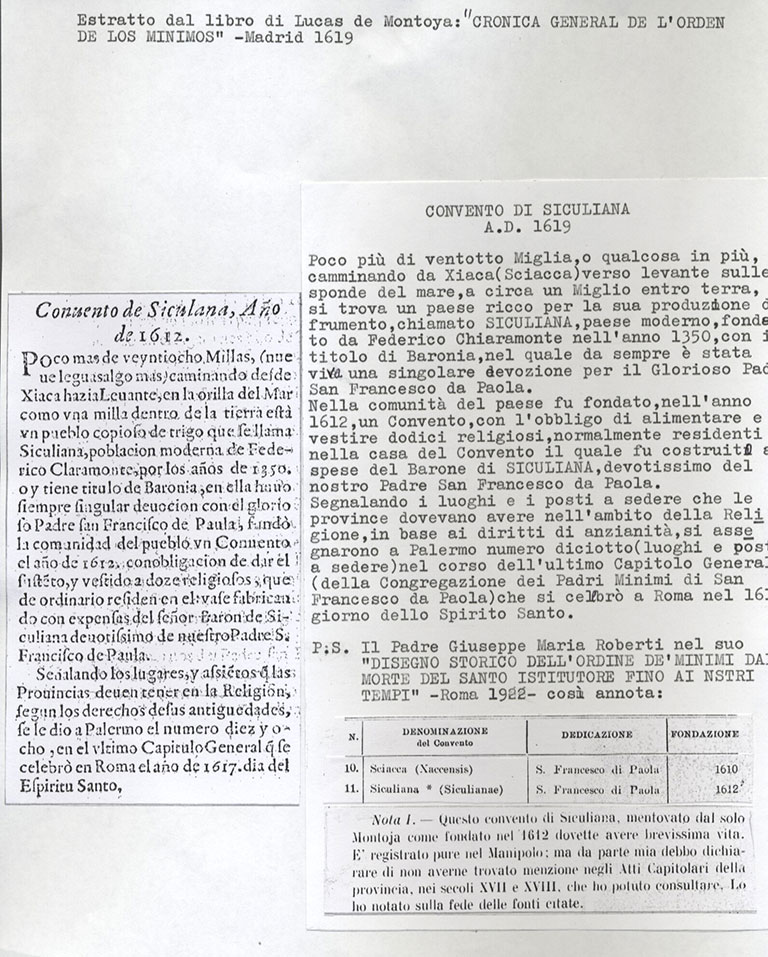 Estratto dal libro di Lucas de Montoya:"CRONICA GENERAL DE L'ORDEN
DE LOS MINIMOS" -Madrid 1619
Conuento de Siculana, Año
de 1612.
Poco mas de veyntiocho Millas, (nue
ue leguas algo mas) caminando desde
Xiaca hazia Leuante, en la orilla del Mar
como vna milla dentro de la tierra està
vn pueblo copioso de trigo que se llama
Siculiana, poblacion moderna de Fede-
rico Claramonte, por los años de 1350.
oy tiene titulo de Baronia, en ella hauo
siempre singular deuocion con el glorio
so Padre san Francisco de Paula, fundò
la comunidad del pueblo vn Conuento
el año de 1612. con obligacion de dar el
sustēto, y vestido a doze religiosos, que
de ordinario residen en el: vase fabrican
do con expensas del señor Baron de Si-
culiana deuotissimo de nuestro Padre S.
Francisco de Paula.
Señalando los lugares, y assiētos q̄ las
Prouincias deuen tener en la Religion,
segun los derechos de sus antiguedades,
se le dio a Palermo el numero diez y o-
cho, en el vltimo Capitulo General q̄ se
celebrò en Roma el año de 1617. dia del
Espiritu Santo,
CONVENTO DI SICULIANA
A.D. 1619
Poco più di ventotto Miglia,o qualcosa in più,
camminando da Xiaca(Sciacca)verso levante sulle
sponde del mare,a circa un Miglio entro terra,
si trova un paese ricco per la sua produzione d
frumento,chiamato SICULIANA,paese moderno,fonda
to da Federico Chiaramonte nell'anno 1350,con i
titolo di Baronia,nel quale da sempre è stata
viva una singolare devozione per il Glorioso Pad
San Francesco da Paola.
Nella comunità del paese fu fondato,nell'anno
1612,un Convento,con l'obbligo di alimentare e
vestire dodici religiosi,normalmente residenti
nella casa del Convento il quale fu costruito a
spese del Barone di SICULIANA,devotissimo del
nostro Padre San Francesco da Paola.
Segnalando i luoghi e i posti a sedere che le
province dovevano avere nell'ambito della Reli
gione,in base ai diritti di anzianità,si asse
gnarono a Palermo numero diciotto(luoghi e post
a sedere)nel corso dell'ultimo Capitolo General
(della Congregazione dei Padri Minimi di San
Francesco da Paola)che si celbrò a Roma nel 161
giorno dello Spirito Santo.
P.S. Il Padre Giuseppe Maria Roberti nel suo
"DISEGNO STORICO DELL'ORDINE DE'MINIMI DAI
MORTE DEL SANTO ISTITUTORE FINO AI NSTRI
TEMPI" -Roma 1922- così annota:
N. DENOMINAZIONE del Convento DEDICAZIONE FONDAZIONE
10. Sciacca (Xaccensis) S. Francesco di Paola 1610
11. Siculiana * (Siculianae) S. Francesco di Paola 1612
Nota 1. — Questo convento di Siculiana, mentovato dal solo
Montoja come fondato nel 1612 dovette avere brevissima vita.
E' registrato pure nel Manipolo; ma da parte mia debbo dichia-
rare di non averne trovato menzione negli Atti Capitolari della
provincia, nei secoli XVII e XVIII, che ho potuto consultare. Lo
ho notato sulla fede delle fonti citate.